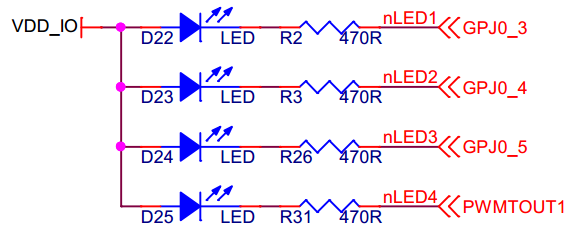 nLED1
VDD_IO D22 LED R2 470R GPJ0_3
nLED2
D23 LED R3 470R GPJ0_4
nLED3
D24 LED R26 470R GPJ0_5
nLED4
D25 LED R31 470R PWMTOUT1